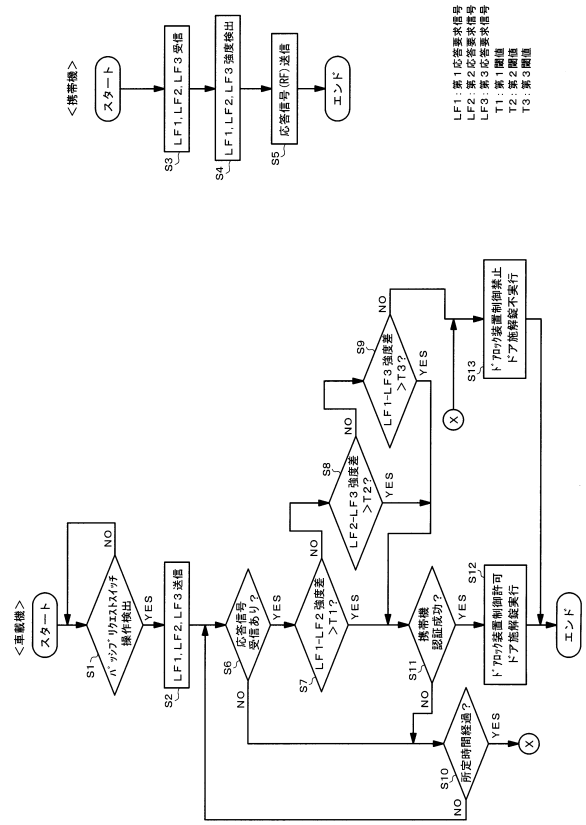 <車載機>
スタート
S1
パッシブリクエストスイッチ
操作検出
NO
YES
S2
LF1, LF2, LF3送信
S6
応答信号
受信あり?
NO
YES
S7
LF1-LF2 強度差
>T1?
NO
YES
S8
LF2-LF3 強度差
>T2?
NO
YES
S9
LF1-LF3 強度差
>T3?
NO
YES
S11
携帯機
認証成功?
NO
YES
S10
所定時間経過?
NO
YES
X
X
S12
ドアロック装置制御許可
ドア施解錠実行
S13
ドアロック装置制御禁止
ドア施解錠不実行
エンド
<携帯機>
スタート
S3
LF1, LF2, LF3 受信
S4
LF1, LF2, LF3 強度検出
S5
応答信号(RF)送信
エンド
LF1:第1応答要求信号
LF2:第2応答要求信号
LF3:第3応答要求信号
T1:第1閾値
T2:第2閾値
T3:第3閾値